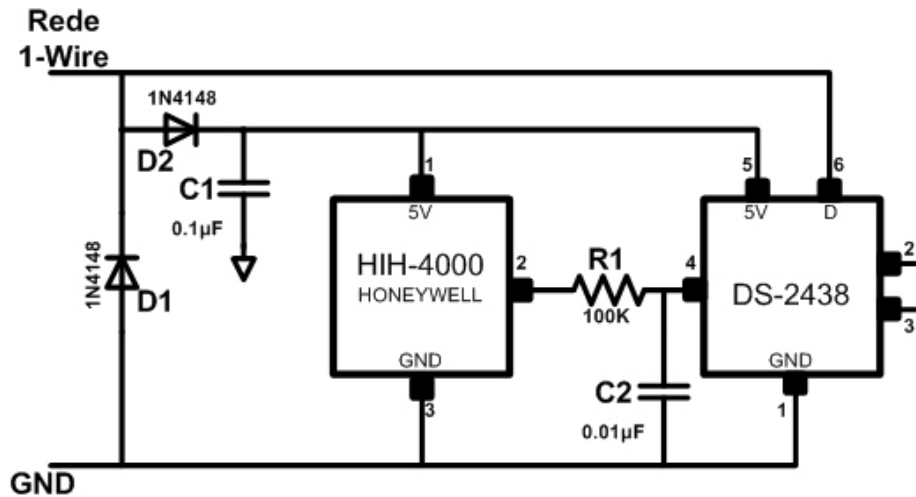 Rede
1-Wire
1N4148
D2
C1
0.1µF
1N4148
D1
1
5V
HIH-4000
HONEYWELL
2
GND
3
R1
100K
C2
0.01µF
5
6
5V
D
4
DS-2438
2
3
GND
1
GND